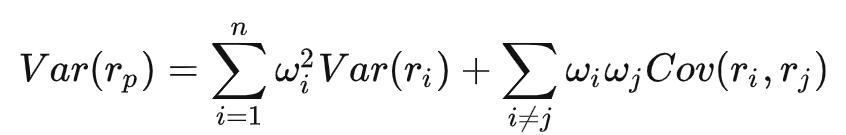 Var(r_p) = \sum_{i=1}^{n} \omega_i^2 Var(r_i) + \sum_{i \neq j} \omega_i \omega_j Cov(r_i, r_j)